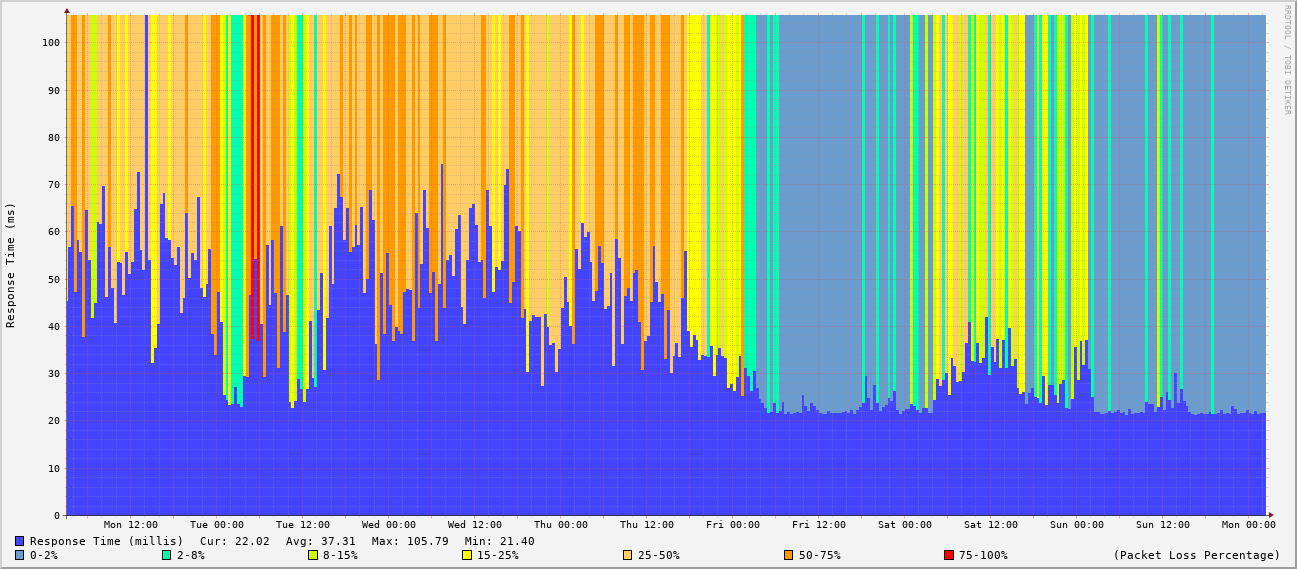 RRDTOOL / TOBI OETIKER
Response Time (ms)
100
90
80
70
60
50
40
30
20
10
0
Mon 12:00 Tue 00:00 Tue 12:00 Wed 00:00 Wed 12:00 Thu 00:00 Thu 12:00 Fri 00:00 Fri 12:00 Sat 00:00 Sat 12:00 Sun 00:00 Sun 12:00 Mon 00:00
Response Time (millis) Cur: 22.02 Avg: 37.31 Max: 105.79 Min: 21.40
0-2% 2-8% 8-15% 15-25% 25-50% 50-75% 75-100% (Packet Loss Percentage)